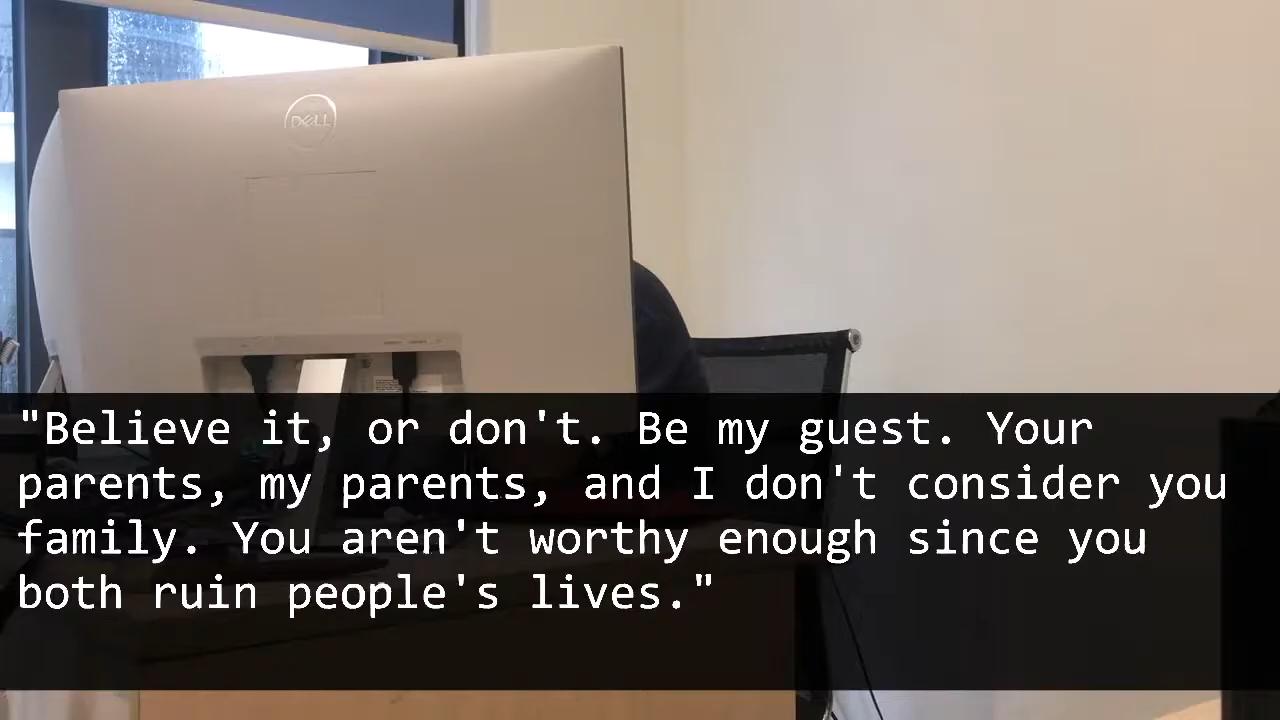 DELL
"Believe it, or don't. Be my guest. Your
parents, my parents, and I don't consider you
family. You aren't worthy enough since you
both ruin people's lives."